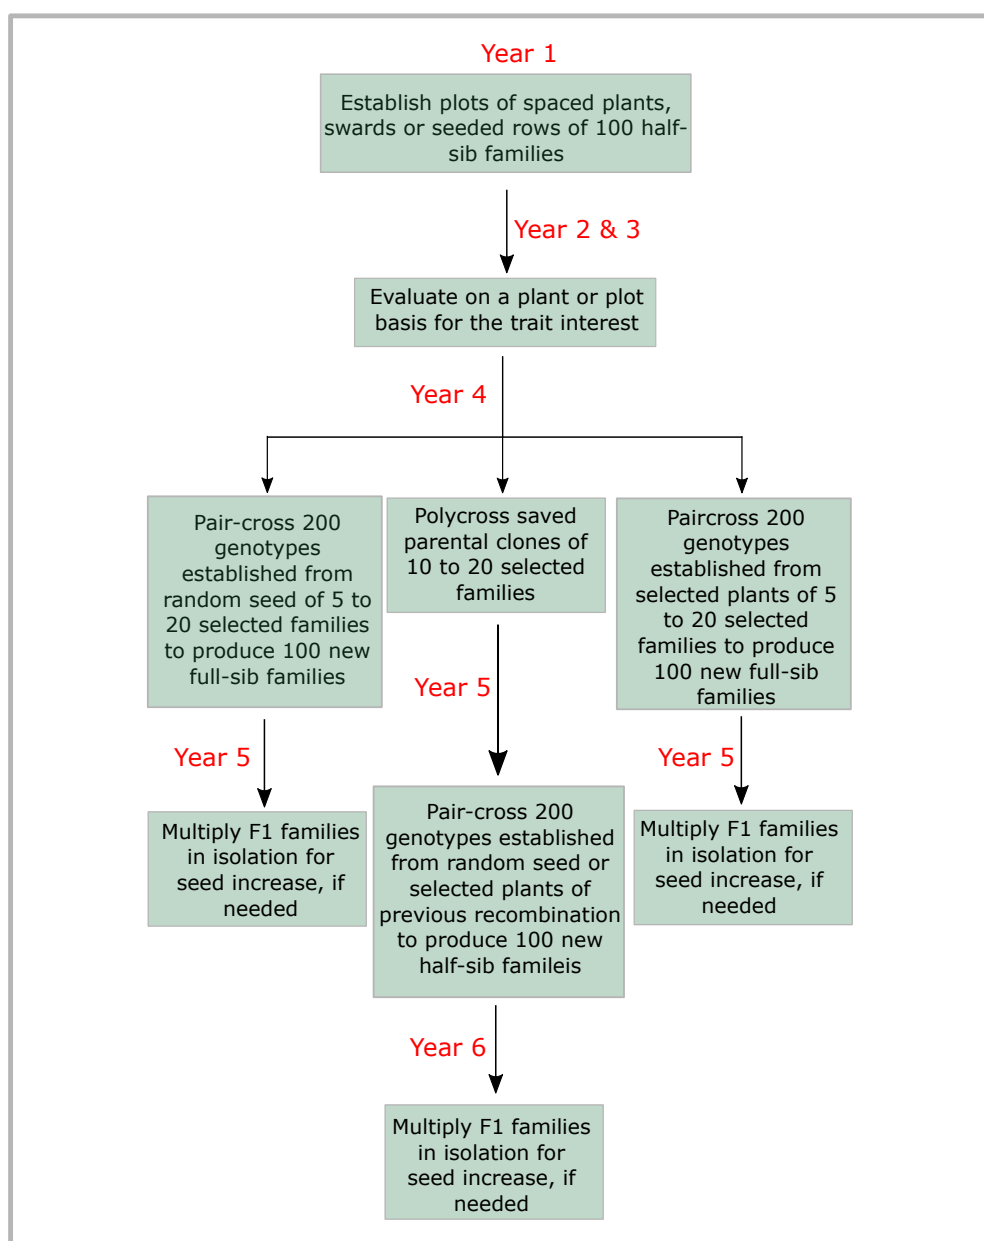 Year 1
Establish plots of spaced plants,
swards or seeded rows of 100 half-
sib families
Year 2 & 3
Evaluate on a plant or plot
basis for the trait interest
Year 4
Pair-cross 200
genotypes
established from
random seed of 5 to
20 selected families
to produce 100 new
full-sib families
Polycross saved
parental clones of
10 to 20 selected
families
Paircross 200
genotypes
established from
selected plants of 5
to 20 selected
families to produce
100 new full-sib
families
Year 5
Year 5
Year 5
Multiply F1 families
in isolation for
seed increase, if
needed
Pair-cross 200
genotypes established
from random seed or
selected plants of
previous recombination
to produce 100 new
half-sib famileis
Multiply F1 families
in isolation for
seed increase, if
needed
Year 6
Multiply F1 families
in isolation for
seed increase, if
needed